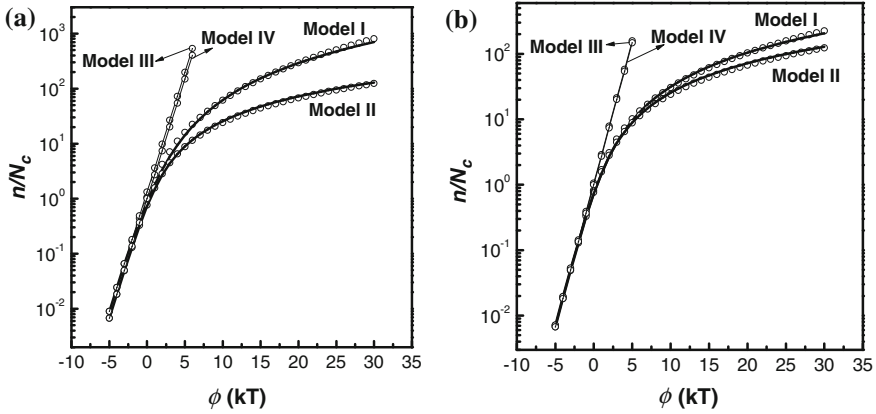 (a)
10³
10²
10¹
10⁰
10⁻¹
10⁻²
n/N_c
Model III
Model IV
Model I
Model II
-10 -5 0 5 10 15 20 25 30 35
ϕ (kT)
(b)
10²
10¹
10⁰
10⁻¹
10⁻²
n/N_c
Model III
Model IV
Model I
Model II
-10 -5 0 5 10 15 20 25 30 35
ϕ (kT)